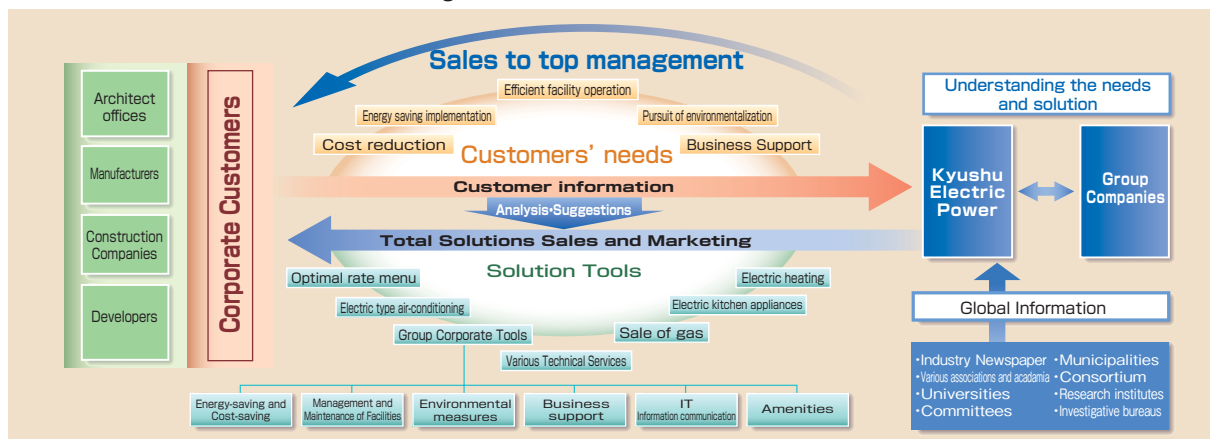 Sales to top management
Architect
offices
Manufacturers
Construction
Companies
Developers
Corporate Customers
Efficient facility operation
Energy saving implementation
Pursuit of environmentalization
Cost reduction
Customers' needs
Business Support
Customer information
Analysis•Suggestions
Total Solutions Sales and Marketing
Solution Tools
Optimal rate menu
Electric heating
Electric type air-conditioning
Electric kitchen appliances
Group Corporate Tools
Sale of gas
Various Technical Services
Energy-saving and
Cost-saving
Management and
Maintenance of Facilities
Environmental
measures
Business
support
IT
Information communication
Amenities
Understanding the needs
and solution
Kyushu
Electric
Power
Group
Companies
Global Information
•Industry Newspaper
•Various associations and acadamia
•Universities
•Committees
•Municipalities
•Consortium
•Research institutes
•Investigative bureaus